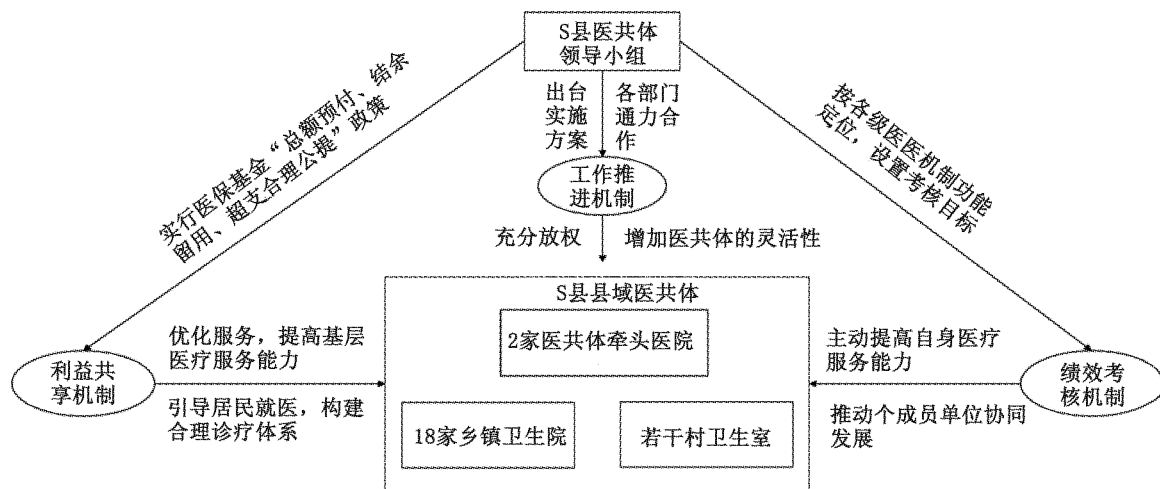 S县医共体
领导小组
出台
实施
方案
各部门
通力合
作
实行医保基金“总额预付、结余
留用、超支合理公提”政策
按各级医医机制功能
定位，设置考核目标
工作推
进机制
充分放权
增加医共体的灵活性
S县县域医共体
2家医共体牵头医院
18家乡镇卫生院
若干村卫生室
利益共
享机制
优化服务，提高基层
医疗服务能力
引导居民就医，构建
合理诊疗体系
主动提高自身医疗
服务能力
推动个成员单位协同
发展
绩效考
核机制